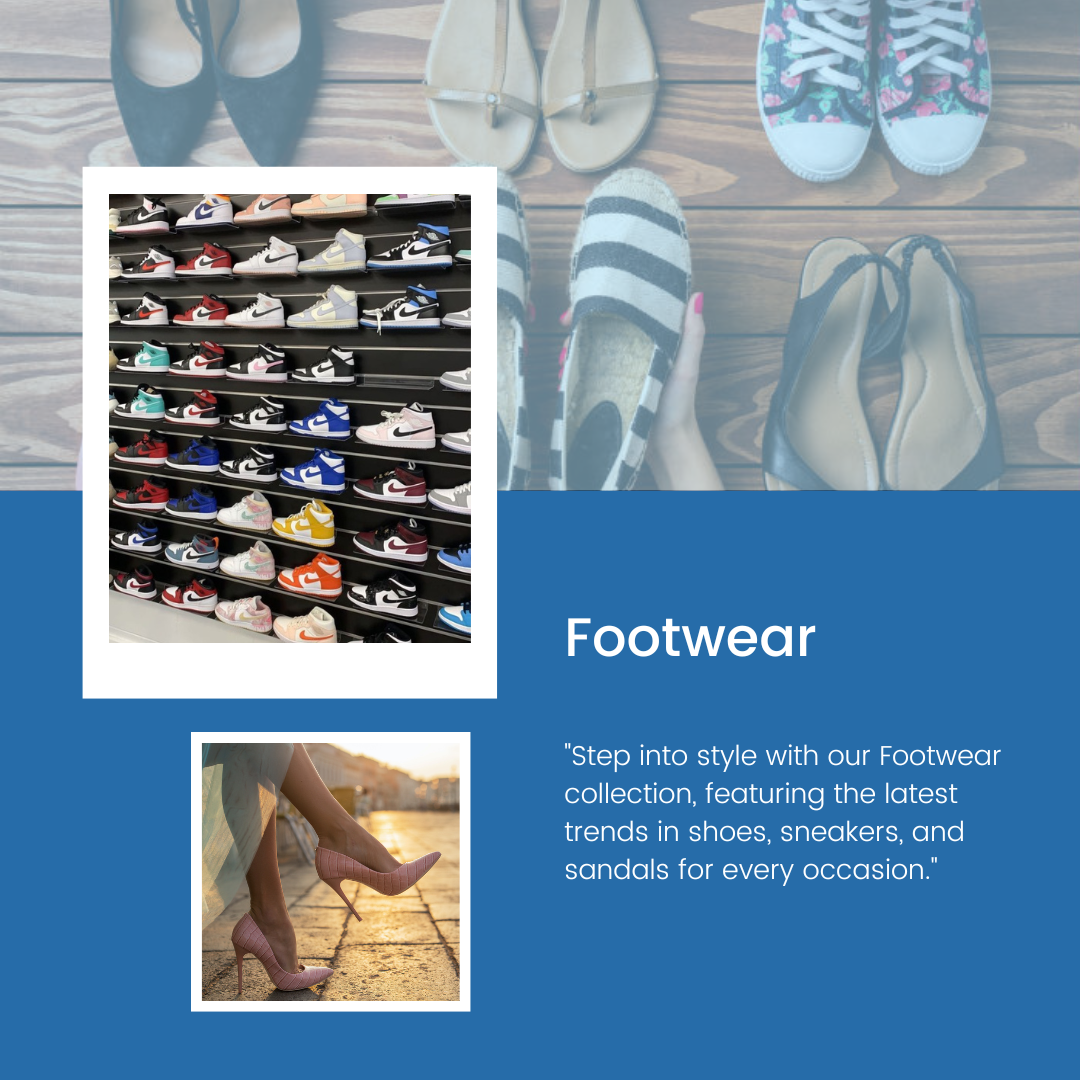 Footwear
"Step into style with our Footwear
collection, featuring the latest
trends in shoes, sneakers, and
sandals for every occasion."